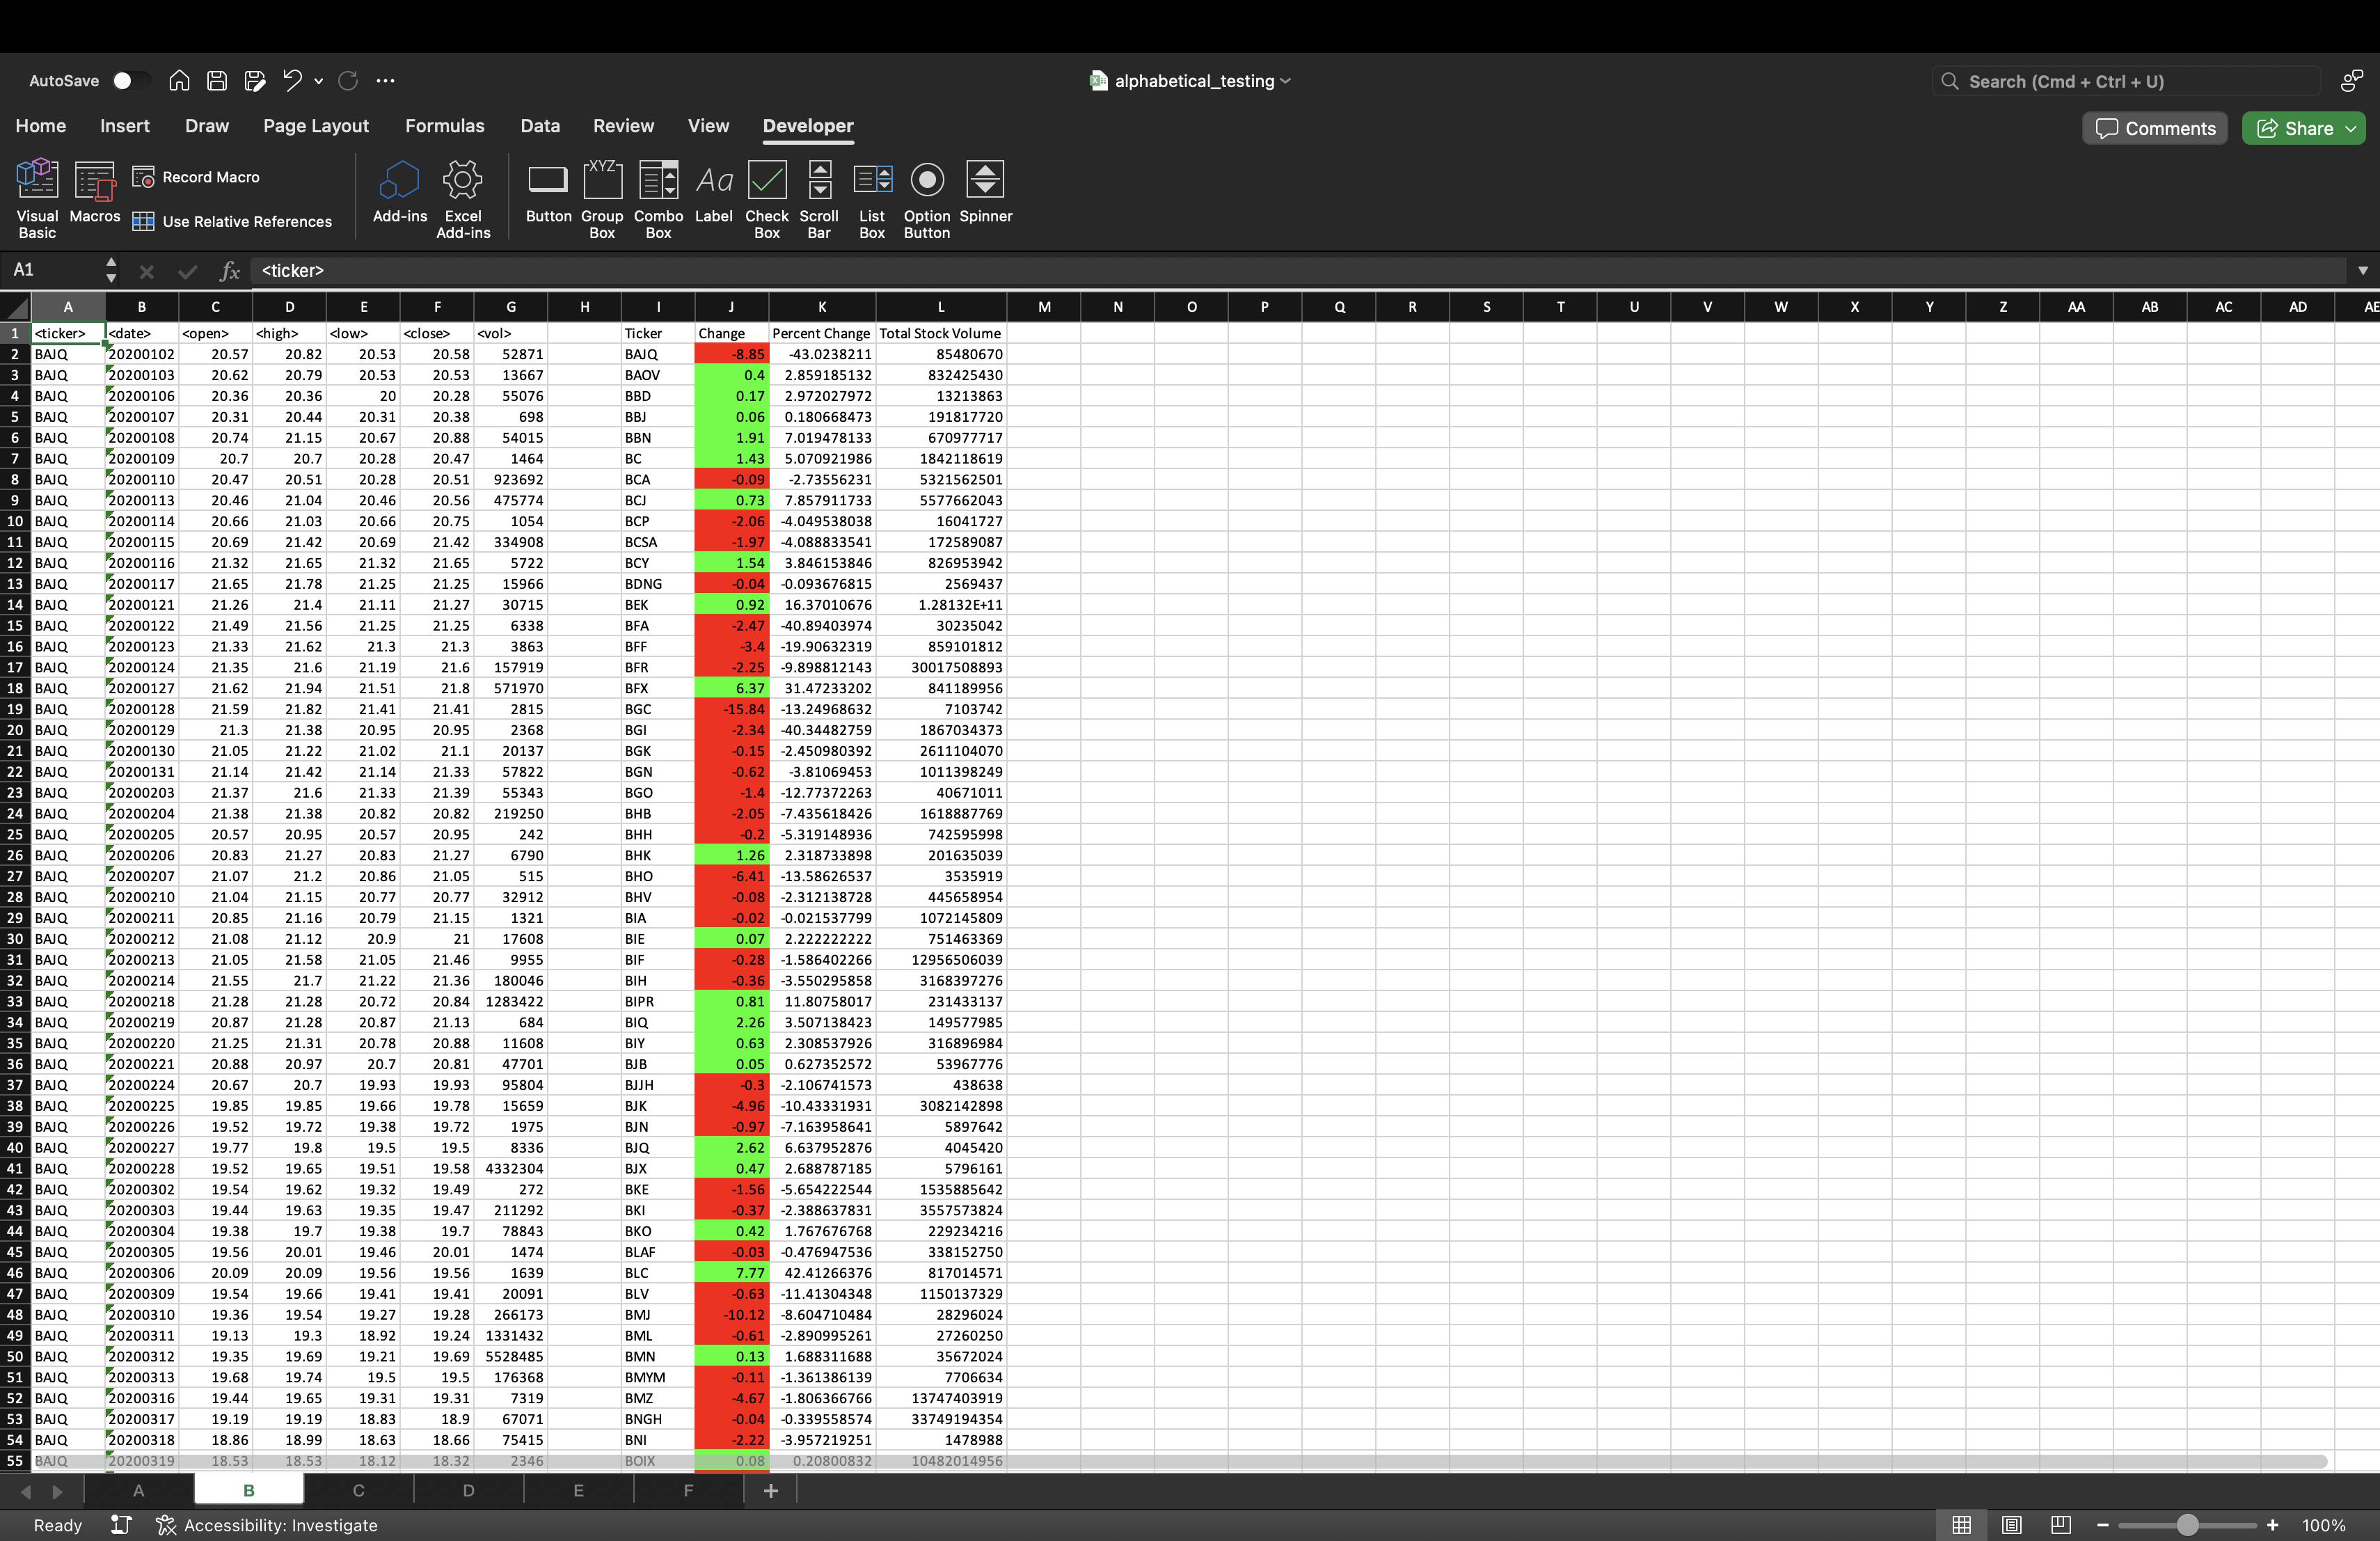 AutoSave alphabetical_testing Search (Cmd + Ctrl + U)
Home Insert Draw Page Layout Formulas Data Review View Developer Comments Share
Visual Basic Macros Record Macro Use Relative References Add-ins Excel Add-ins XYZ Button Group Box Combo Box Aa Label Check Box Scroll Bar List Box Option Button Spinner
A1 fx <ticker>
A B C D E F G H I J K L M N O P Q R S T U V W X Y Z AA AB AC AD AE
1 <ticker> <date> <open> <high> <low> <close> <vol> Ticker Change Percent Change Total Stock Volume
2 BAJQ 20200102 20.57 20.82 20.53 20.58 52871 BAJQ -8.85 -43.0238211 85480670
3 BAJQ 20200103 20.62 20.79 20.53 20.53 13667 BAOV 0.4 2.859185132 832425430
4 BAJQ 20200106 20.36 20.36 20 20.28 55076 BBD 0.17 2.972027972 13213863
5 BAJQ 20200107 20.31 20.44 20.31 20.38 698 BBJ 0.06 0.180668473 191817720
6 BAJQ 20200108 20.74 21.15 20.67 20.88 54015 BBN 1.91 7.019478133 670977717
7 BAJQ 20200109 20.7 20.7 20.28 20.47 1464 BC 1.43 5.070921986 1842118619
8 BAJQ 20200110 20.47 20.51 20.28 20.51 923692 BCA -0.09 -2.73556231 5321562501
9 BAJQ 20200113 20.46 21.04 20.46 20.56 475774 BCJ 0.73 7.857911733 5577662043
10 BAJQ 20200114 20.66 21.03 20.66 20.75 1054 BCP -2.06 -4.049538038 16041727
11 BAJQ 20200115 20.69 21.42 20.69 21.42 334908 BCSA -1.97 -4.088833541 172589087
12 BAJQ 20200116 21.32 21.65 21.32 21.65 5722 BCY 1.54 3.846153846 826953942
13 BAJQ 20200117 21.65 21.78 21.25 21.25 15966 BDNG -0.04 -0.093676815 2569437
14 BAJQ 20200121 21.26 21.4 21.11 21.27 30715 BEK 0.92 16.37010676 1.28132E+11
15 BAJQ 20200122 21.49 21.56 21.25 21.25 6338 BFA -2.47 -40.89403974 30235042
16 BAJQ 20200123 21.33 21.62 21.3 21.3 3863 BFF -3.4 -19.90632319 859101812
17 BAJQ 20200124 21.35 21.6 21.19 21.6 157919 BFR -2.25 -9.898812143 30017508893
18 BAJQ 20200127 21.62 21.94 21.51 21.8 571970 BFX 6.37 31.47233202 841189956
19 BAJQ 20200128 21.59 21.82 21.41 21.41 2815 BGC -15.84 -13.24968632 7103742
20 BAJQ 20200129 21.3 21.38 20.95 20.95 2368 BGI -2.34 -40.34482759 1867034373
21 BAJQ 20200130 21.05 21.22 21.02 21.1 20137 BGK -0.15 -2.450980392 2611104070
22 BAJQ 20200131 21.14 21.42 21.14 21.33 57822 BGN -0.62 -3.81069453 1011398249
23 BAJQ 20200203 21.37 21.6 21.33 21.39 55343 BGO -1.4 -12.77372263 40671011
24 BAJQ 20200204 21.38 21.38 20.82 20.82 219250 BHB -2.05 -7.435618426 1618887769
25 BAJQ 20200205 20.57 20.95 20.57 20.95 242 BHH -0.2 -5.319148936 742595998
26 BAJQ 20200206 20.83 21.27 20.83 21.27 6790 BHK 1.26 2.318733898 201635039
27 BAJQ 20200207 21.07 21.2 20.86 21.05 515 BHO -6.41 -13.58626537 3535919
28 BAJQ 20200210 21.04 21.15 20.77 20.77 32912 BHV -0.08 -2.312138728 445658954
29 BAJQ 20200211 20.85 21.16 20.79 21.15 1321 BIA -0.02 -0.021537799 1072145809
30 BAJQ 20200212 21.08 21.12 20.9 21 17608 BIE 0.07 2.222222222 751463369
31 BAJQ 20200213 21.05 21.58 21.05 21.46 9955 BIF -0.28 -1.586402266 12956506039
32 BAJQ 20200214 21.55 21.7 21.22 21.36 180046 BIH -0.36 -3.550295858 3168397276
33 BAJQ 20200218 21.28 21.28 20.72 20.84 1283422 BIPR 0.81 11.80758017 231433137
34 BAJQ 20200219 20.87 21.28 20.87 21.13 684 BIQ 2.26 3.507138423 149577985
35 BAJQ 20200220 21.25 21.31 20.78 20.88 11608 BIY 0.63 2.308537926 316896984
36 BAJQ 20200221 20.88 20.97 20.7 20.81 47701 BJB 0.05 0.627352572 53967776
37 BAJQ 20200224 20.67 20.7 19.93 19.93 95804 BJJH -0.3 -2.106741573 438638
38 BAJQ 20200225 19.85 19.85 19.66 19.78 15659 BJK -4.96 -10.43331931 3082142898
39 BAJQ 20200226 19.52 19.72 19.38 19.72 1975 BJN -0.97 -7.163958641 5897642
40 BAJQ 20200227 19.77 19.8 19.5 19.5 8336 BJQ 2.62 6.637952876 4045420
41 BAJQ 20200228 19.52 19.65 19.51 19.58 4332304 BJX 0.47 2.688787185 5796161
42 BAJQ 20200302 19.54 19.62 19.32 19.49 272 BKE -1.56 -5.654222544 1535885642
43 BAJQ 20200303 19.44 19.63 19.35 19.47 211292 BKI -0.37 -2.388637831 3557573824
44 BAJQ 20200304 19.38 19.7 19.38 19.7 78843 BKO 0.42 1.767676768 229234216
45 BAJQ 20200305 19.56 20.01 19.46 20.01 1474 BLAF -0.03 -0.476947536 338152750
46 BAJQ 20200306 20.09 20.09 19.56 19.56 1639 BLC 7.77 42.41266376 817014571
47 BAJQ 20200309 19.54 19.66 19.41 19.41 20091 BLV -0.63 -11.41304348 1150137329
48 BAJQ 20200310 19.36 19.54 19.27 19.28 266173 BMJ -10.12 -8.604710484 28296024
49 BAJQ 20200311 19.13 19.3 18.92 19.24 1331432 BML -0.61 -2.890995261 27260250
50 BAJQ 20200312 19.35 19.69 19.21 19.69 5528485 BMN 0.13 1.688311688 35672024
51 BAJQ 20200313 19.68 19.74 19.5 19.5 176368 BMYM -0.11 -1.361386139 7706634
52 BAJQ 20200316 19.44 19.65 19.31 19.31 7319 BMZ -4.67 -1.806366766 13747403919
53 BAJQ 20200317 19.19 19.19 18.83 18.9 67071 BNGH -0.04 -0.339558574 33749194354
54 BAJQ 20200318 18.86 18.99 18.63 18.66 75415 BNI -2.22 -3.957219251 1478988
55 BAJQ 20200319 18.53 18.53 18.12 18.32 2346 BOIX 0.08 0.20800832 10482014956
A B C D E F
Ready Accessibility: Investigate 100%